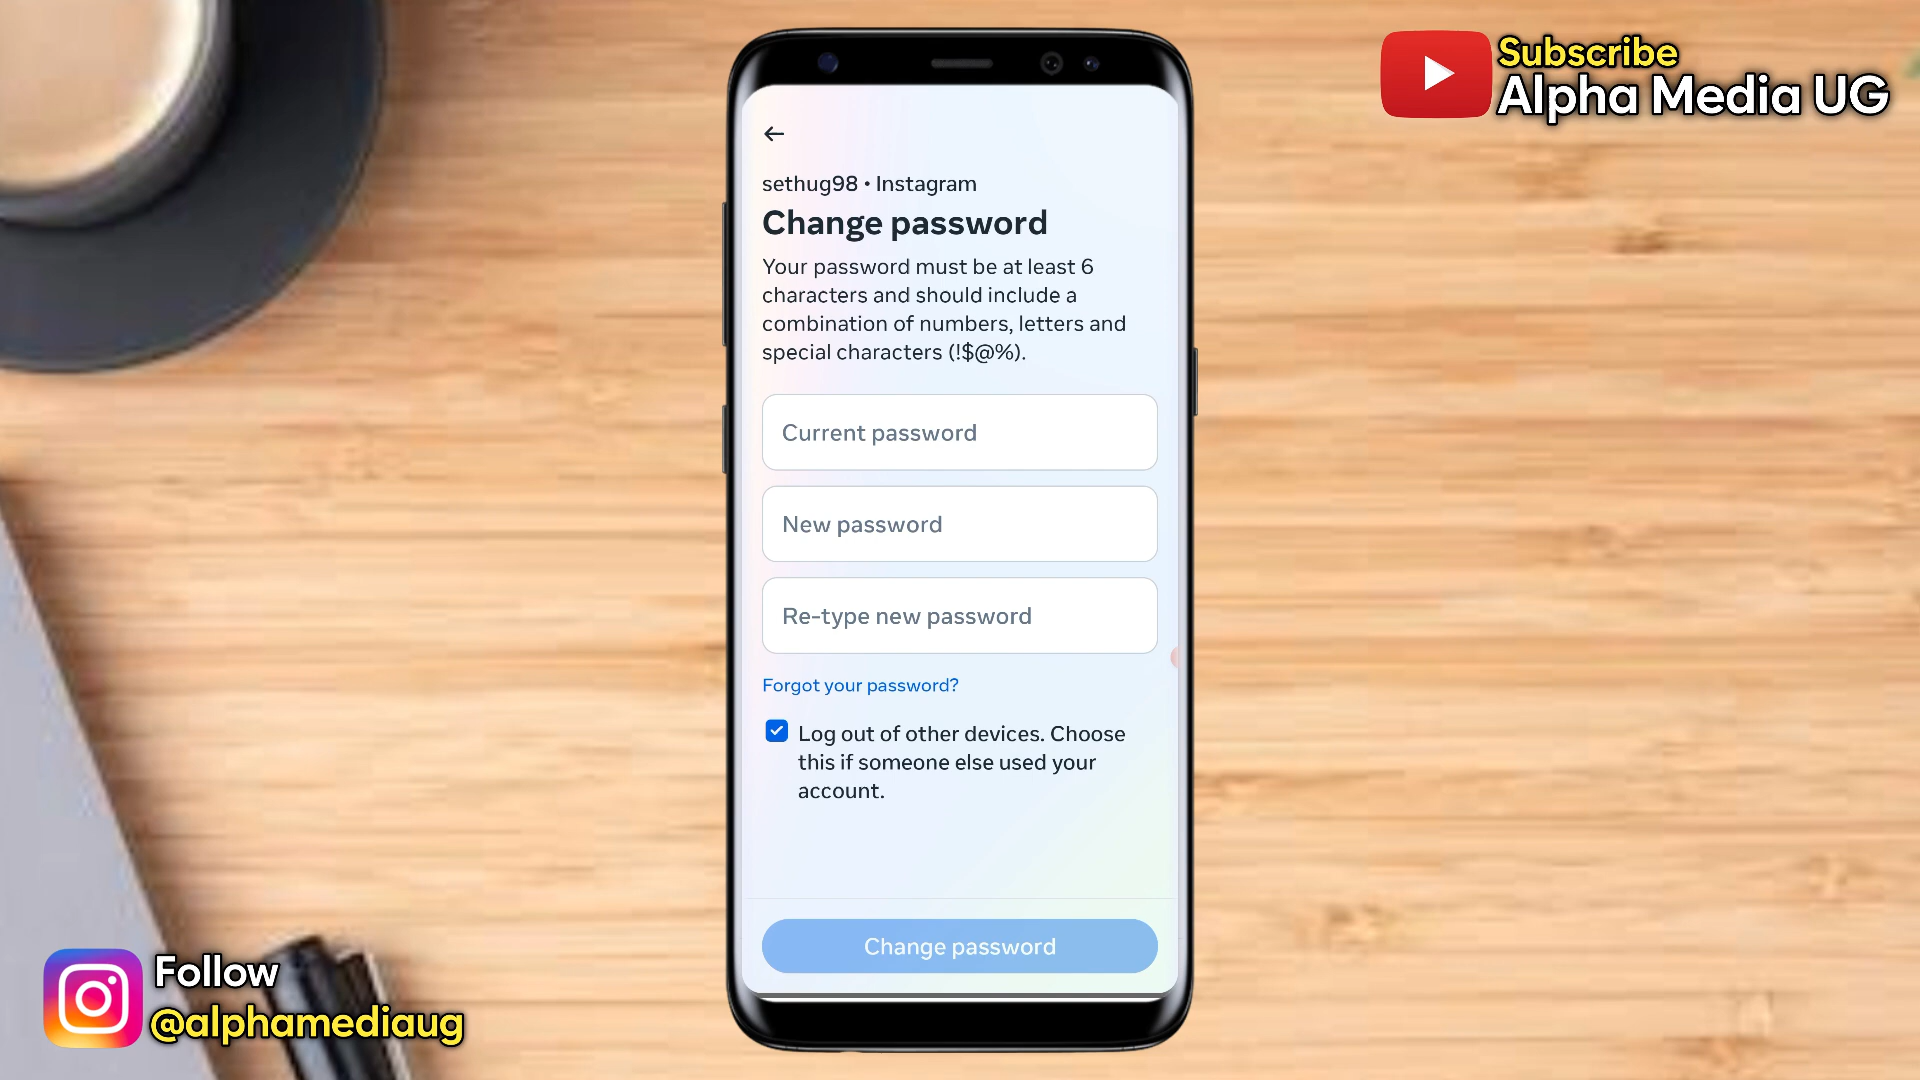 Subscribe
Alpha Media UG
sethug98 • Instagram
Change password
Your password must be at least 6
characters and should include a
combination of numbers, letters and
special characters (!$@%).
Current password
New password
Re-type new password
Forgot your password?
Log out of other devices. Choose
this if someone else used your
account.
Change password
Follow
@alphamediaug